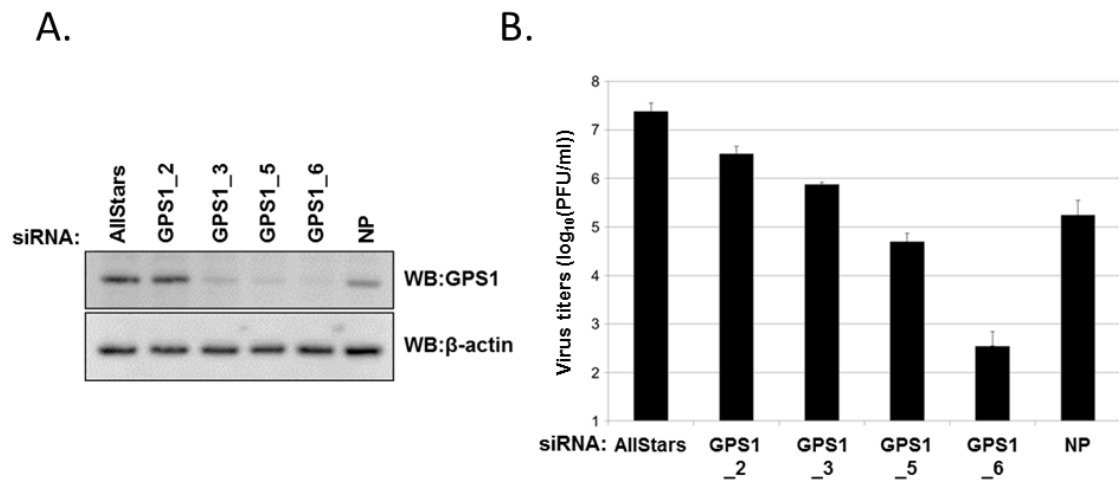 A.
B.
siRNA:
AllStars
GPS1_2
GPS1_3
GPS1_5
GPS1_6
NP
WB:GPS1
WB:β-actin
Virus titers (log10(PFU/ml))
8
7
6
5
4
3
2
1
siRNA: AllStars GPS1 GPS1 GPS1 GPS1 NP
_2 _3 _5 _6